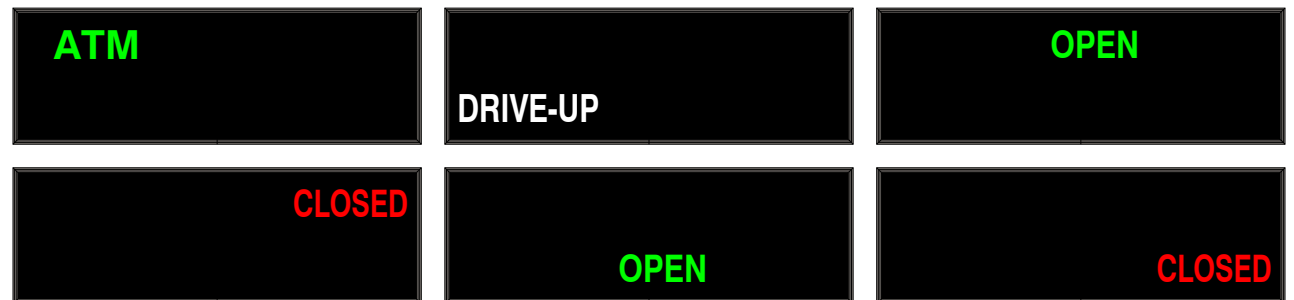 ATM
DRIVE-UP
OPEN
CLOSED
OPEN
CLOSED